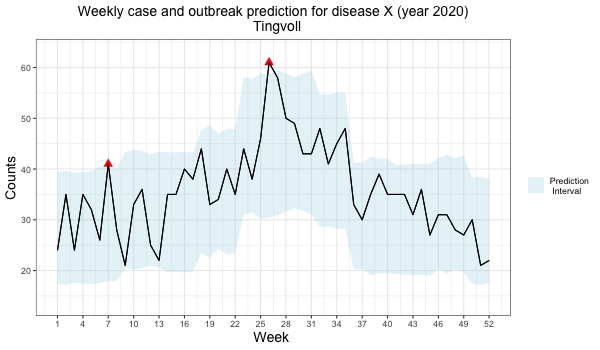 Weekly case and outbreak prediction for disease X (year 2020)
Tingvoll
Counts
60
50
40
30
20
1 4 7 10 13 16 19 22 25 28 31 34 37 40 43 46 49 52
Week
Prediction
Interval